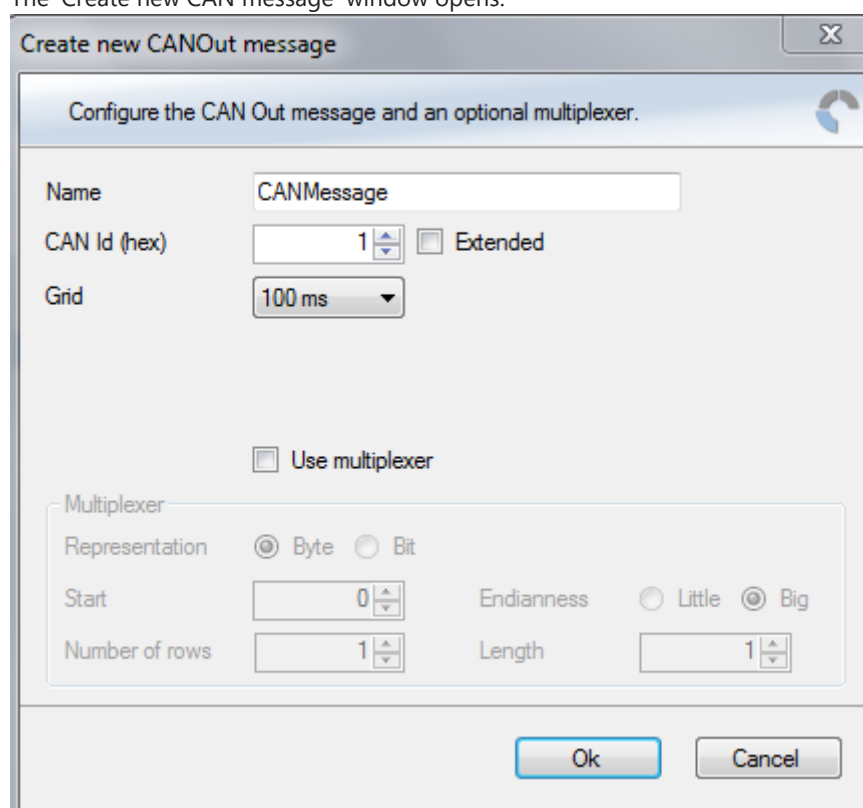 The 'Create new CAN message' window opens.
Create new CANOut message
Configure the CAN Out message and an optional multiplexer.
Name CANMessage
CAN Id (hex) 1 Extended
Grid 100 ms
Use multiplexer
Multiplexer
Representation Byte Bit
Start 0 Endianness Little Big
Number of rows 1 Length 1
Ok Cancel